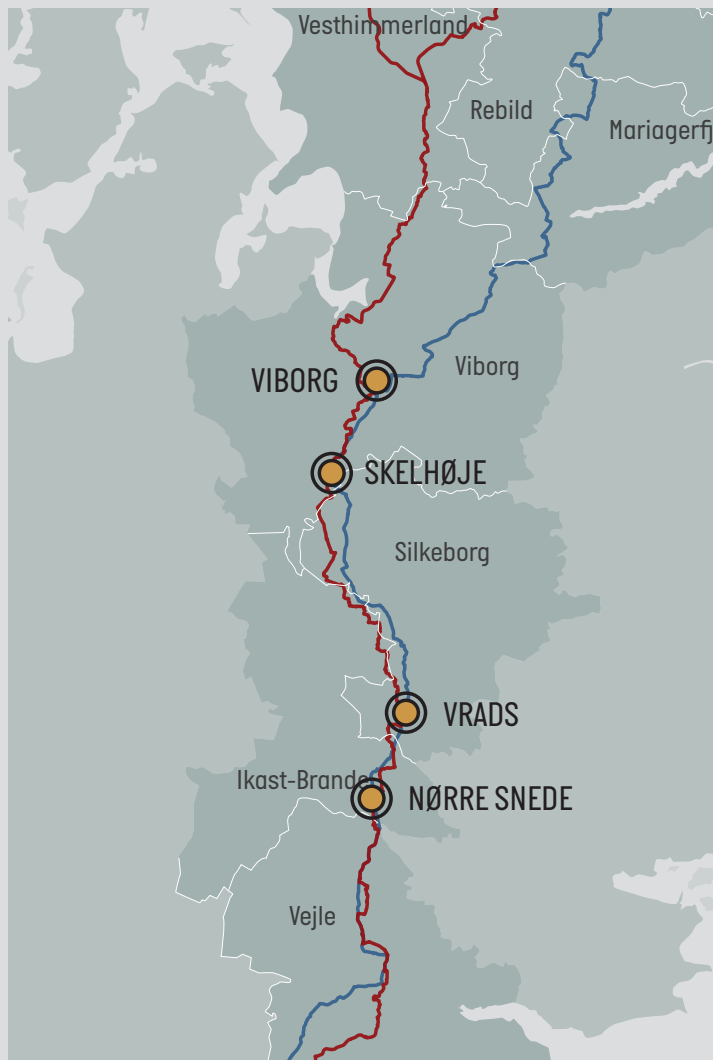 Vesthimmerland
Rebild
Mariagerfj
Viborg
VIBORG
SKELHØJE
Silkeborg
VRADS
Ikast-Brande
NØRRE SNEDE
Vejle